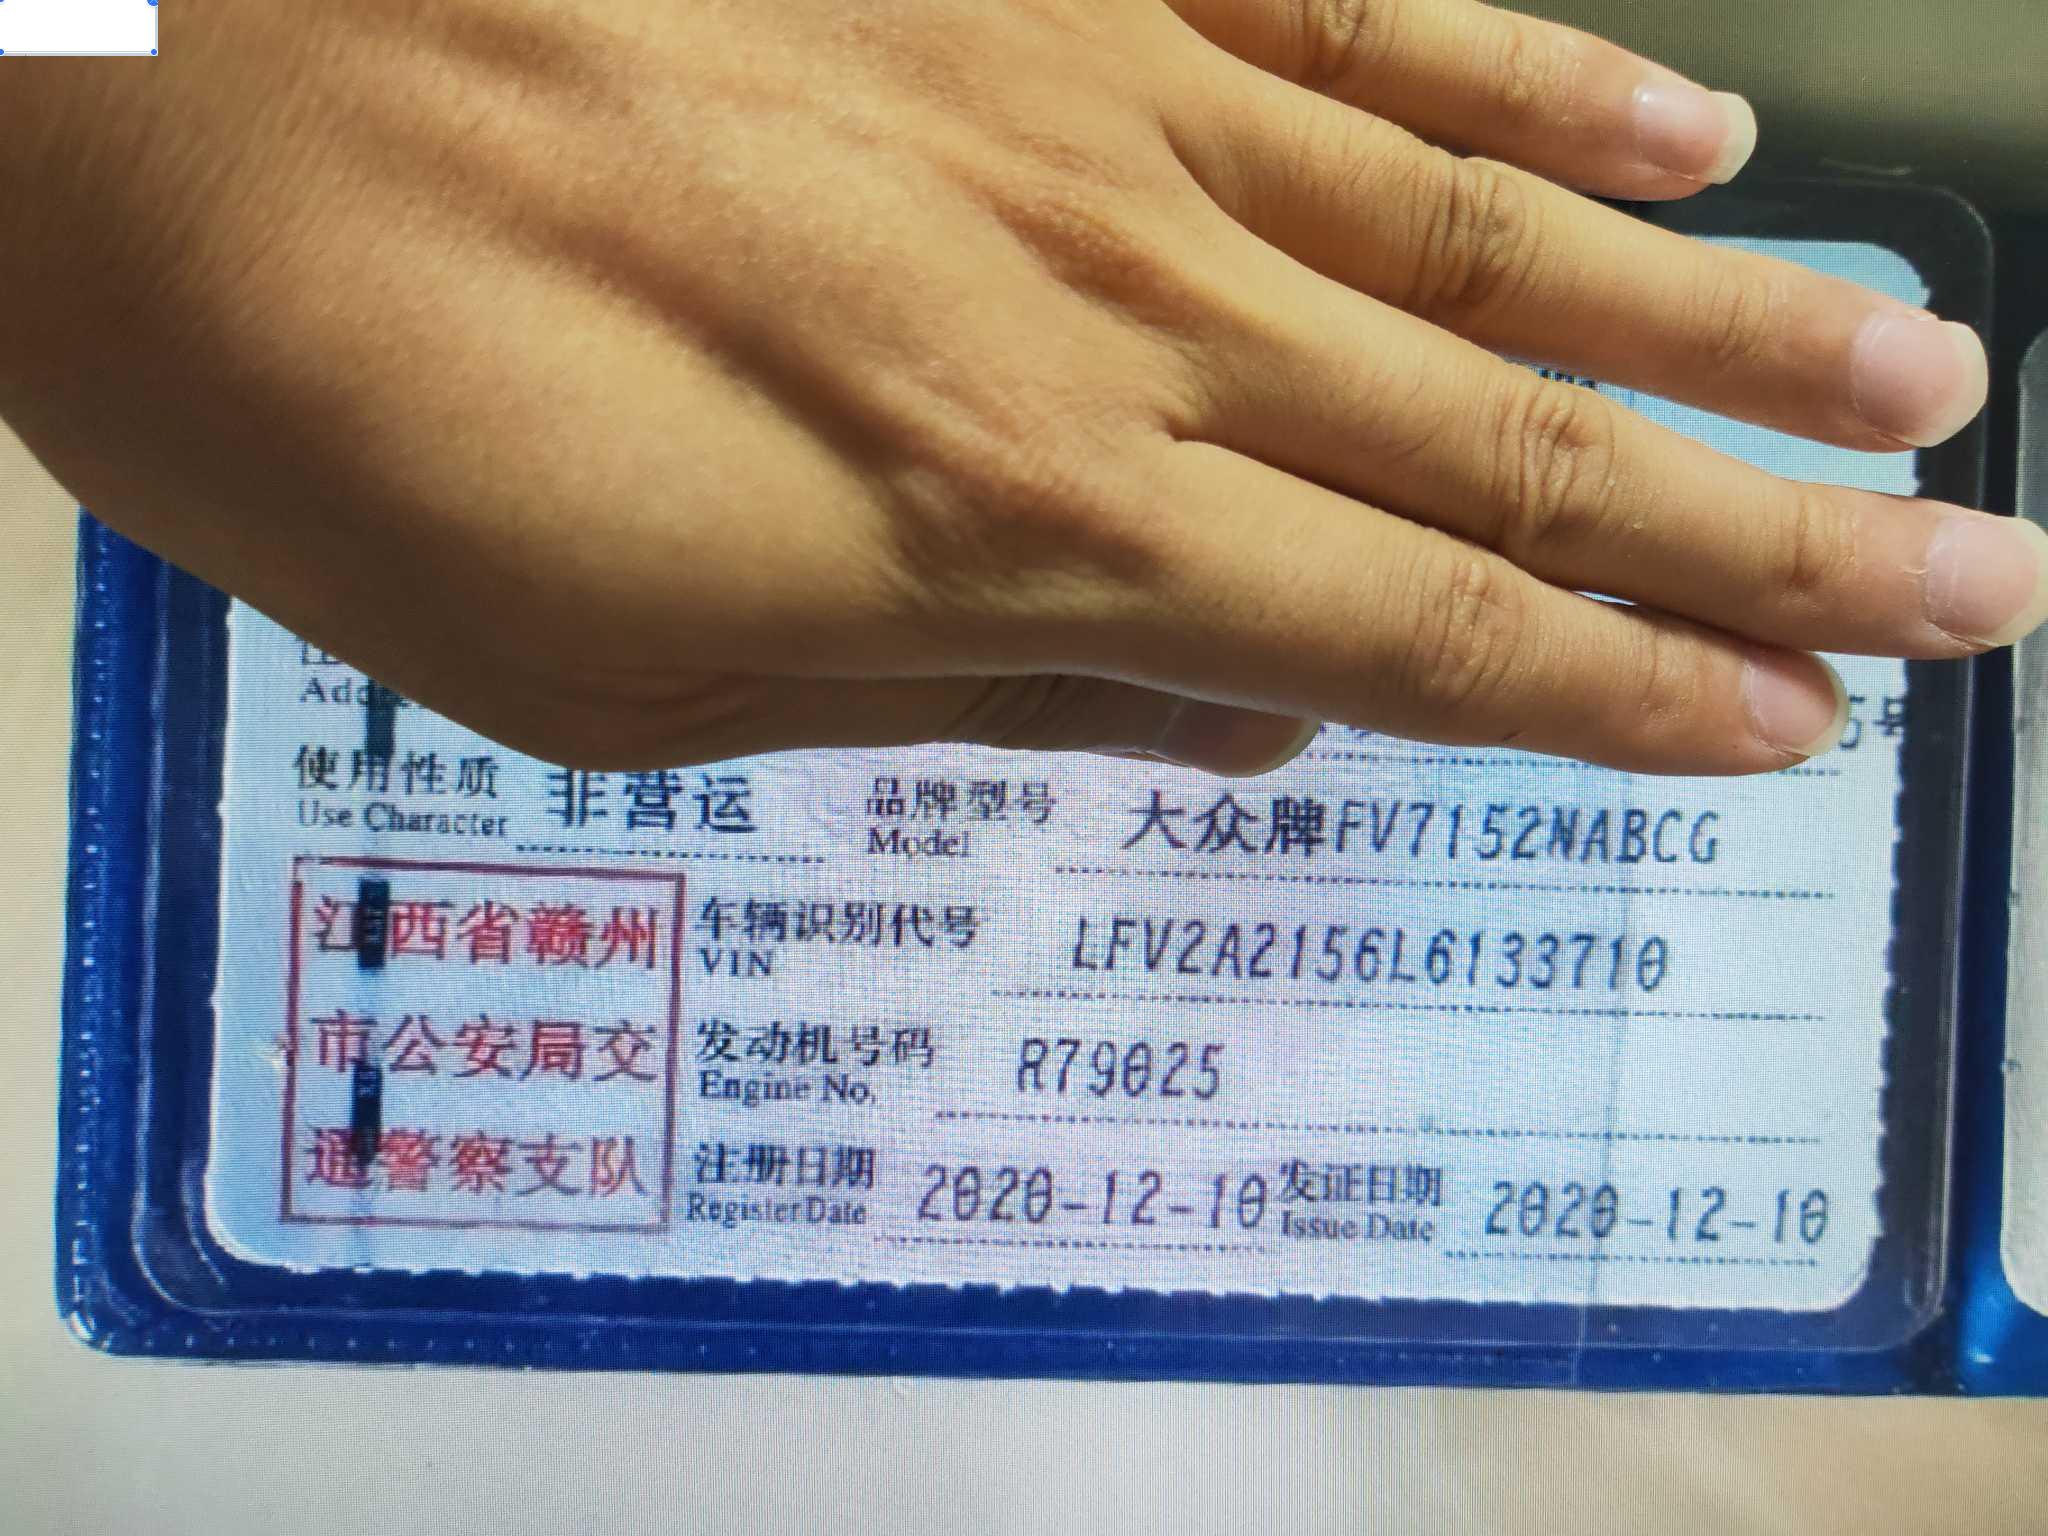 5号
使用性质 非营运 品牌型号 大众牌FV7152NABCG
Use Character Model
江西省赣州 车辆识别代号 LFV2A2156L6133710
VIN
市公安局交 发动机号码 R79025
Engine No.
通警察支队 注册日期 2020-12-10 发证日期 2020-12-10
Register Date Issue Date